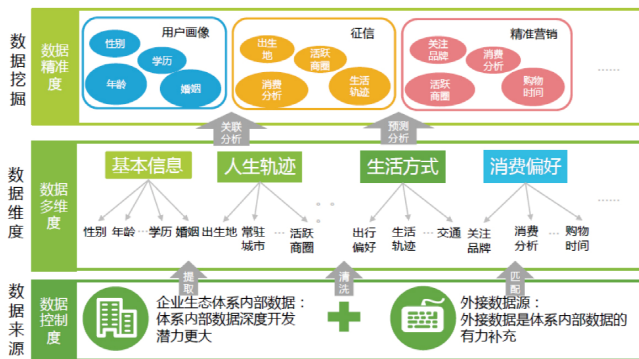 数据挖掘
数据
精准度
用户画像
性别
学历
年龄
婚姻
征信
出生
地
活跃
商圈
消费
分析
生活
轨迹
精准营销
关注
品牌
消费
分析
活跃
商圈
购物
时间
......
关联
分析
预测
分析
数据维度
数据
多维
度
基本信息
人生轨迹
生活方式
消费偏好
性别 年龄 ... 学历 婚姻
出生地 常驻
城市 ... 活跃
商圈
出行
偏好 生活
轨迹 ... 交通
关注
品牌 消费
分析 ... 购物
时间
......
提取
清洗
匹配
数据来源
数据
控制
度
企业生态体系内部数据：
体系内部数据深度开发
潜力更大
外接数据源：
外接数据是体系内部数据的
有力补充